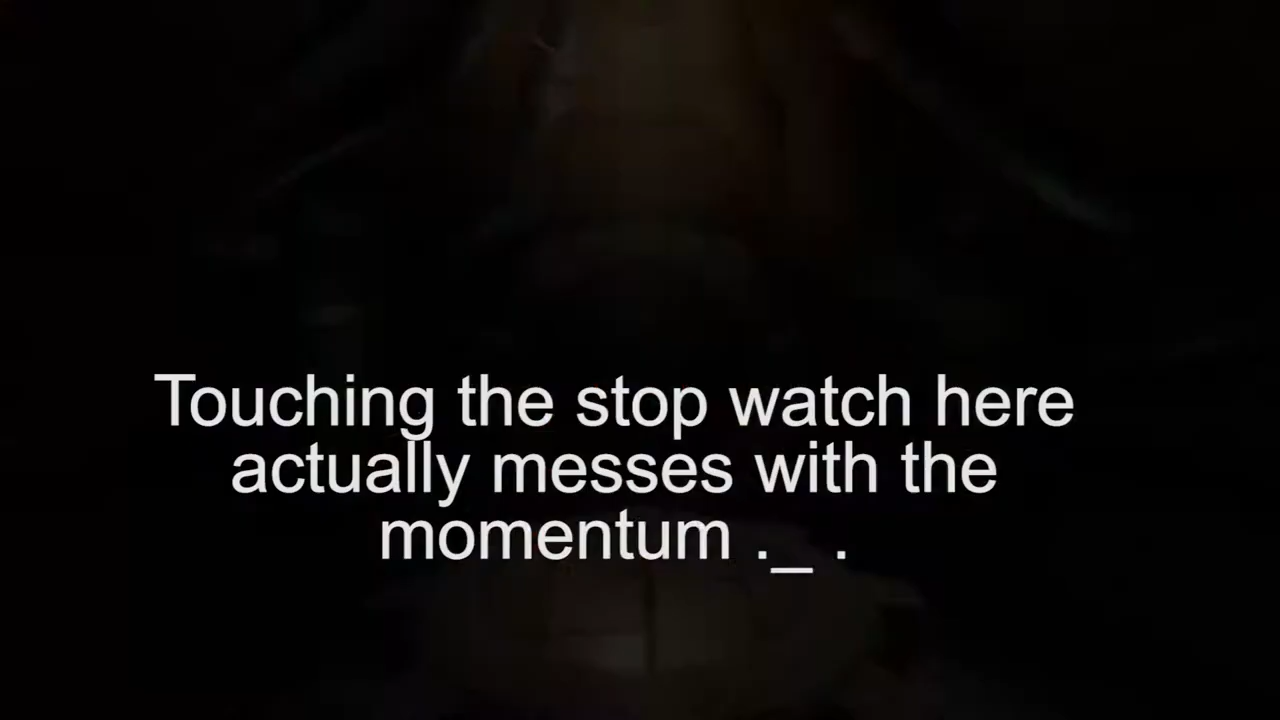 Touching the stop watch here
actually messes with the
momentum ._ .